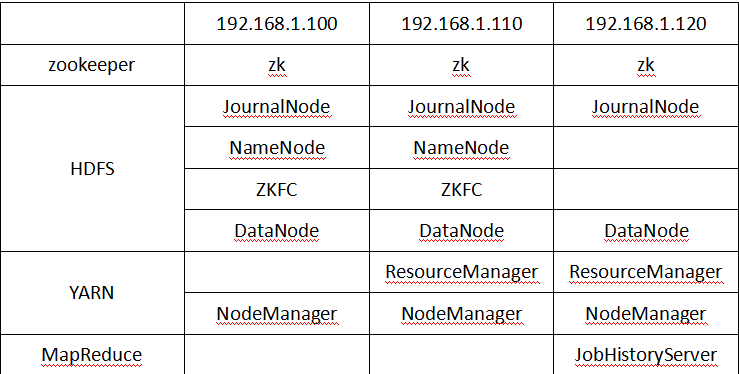 192.168.1.100 192.168.1.110 192.168.1.120
zookeeper zk zk zk
JournalNode JournalNode JournalNode
NameNode NameNode
HDFS
ZKFC ZKFC
DataNode DataNode DataNode
ResourceManager ResourceManager
YARN
NodeManager NodeManager NodeManager
MapReduce JobHistoryServer